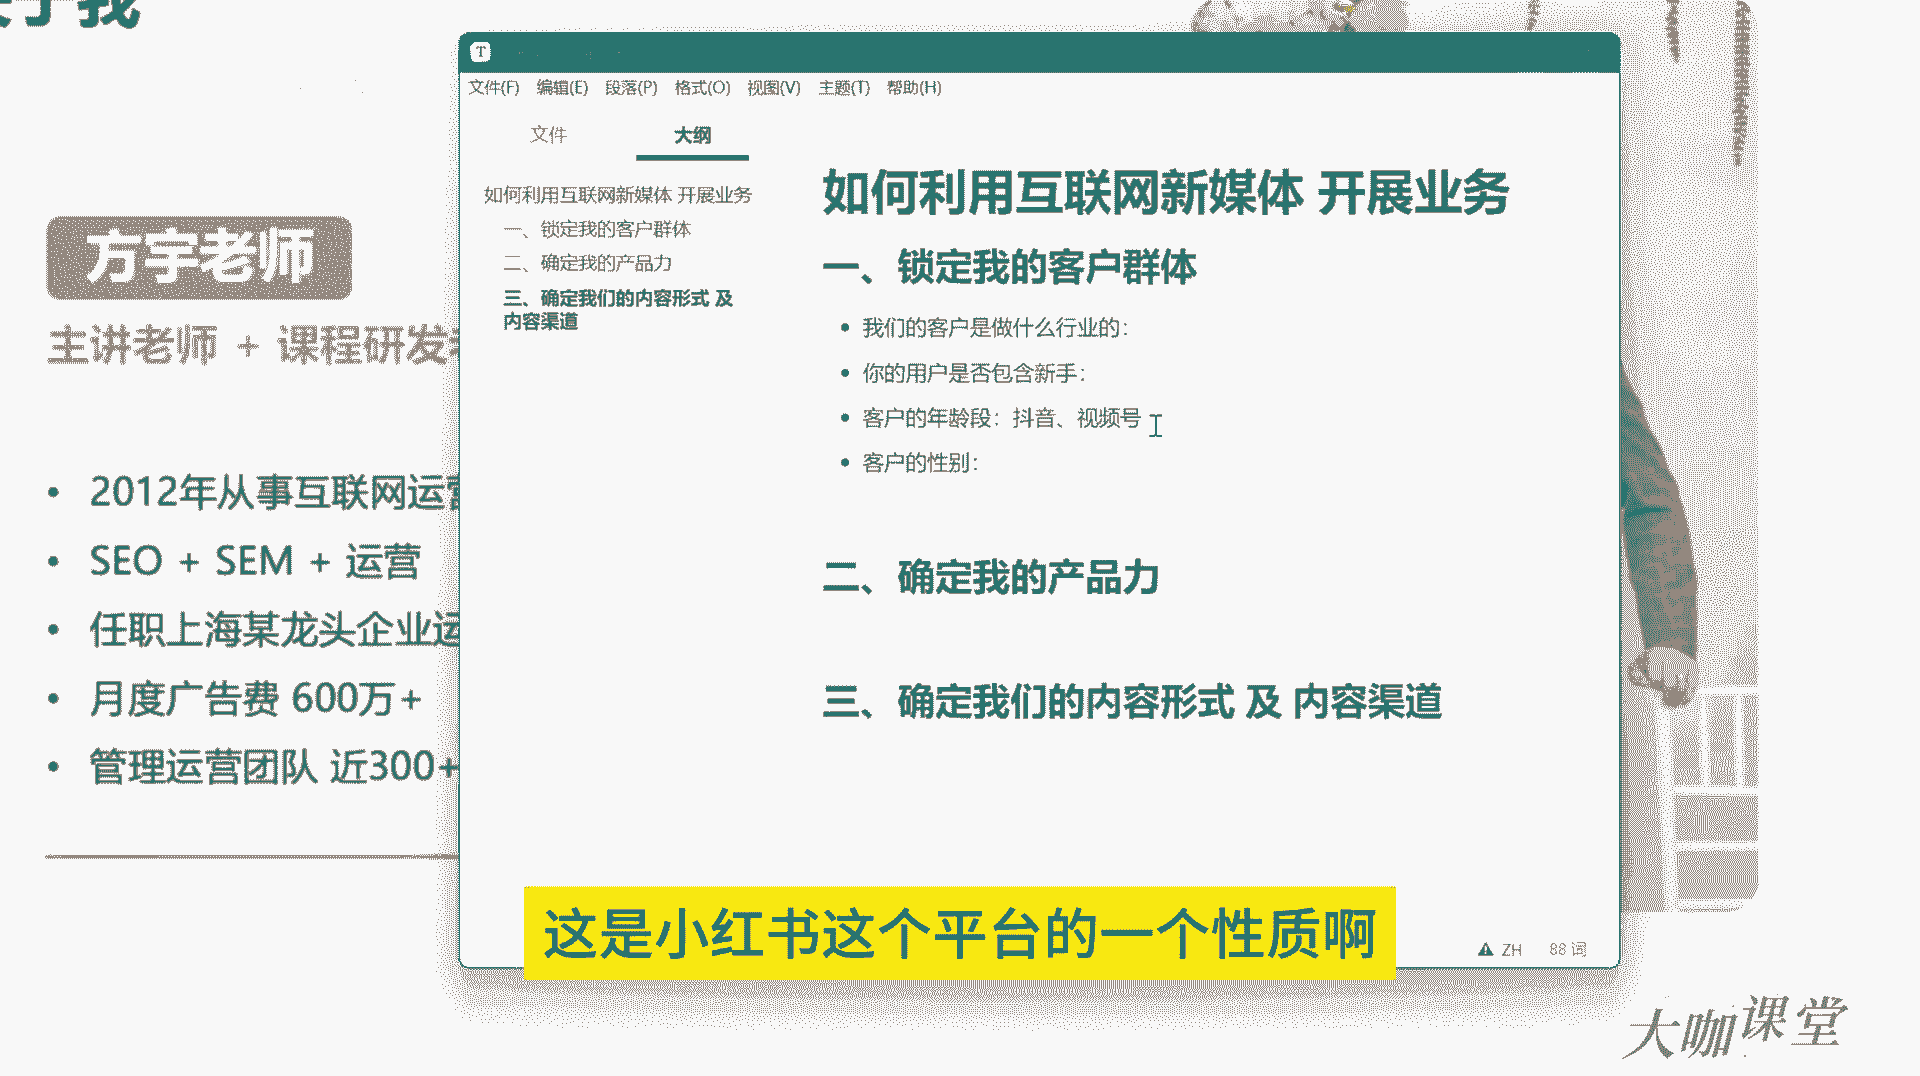 我
方宇老师
主讲老师 + 课程研发
2012年从事互联网运营
SEO + SEM + 运营
任职上海某龙头企业运
月度广告费 600万+
管理运营团队 近300+
T
文件(F) 编辑(E) 段落(P) 格式(O) 视图(V) 主题(T) 帮助(H)
文件 大纲
如何利用互联网新媒体 开展业务
一、锁定我的客户群体
二、确定我的产品力
三、确定我们的内容形式 及
内容渠道
如何利用互联网新媒体 开展业务
一、锁定我的客户群体
我们的客户是做什么行业的：
你的用户是否包含新手：
客户的年龄段：抖音、视频号
客户的性别：
二、确定我的产品力
三、确定我们的内容形式 及 内容渠道
这是小红书这个平台的一个性质啊
ZH 88 词
大咖课堂